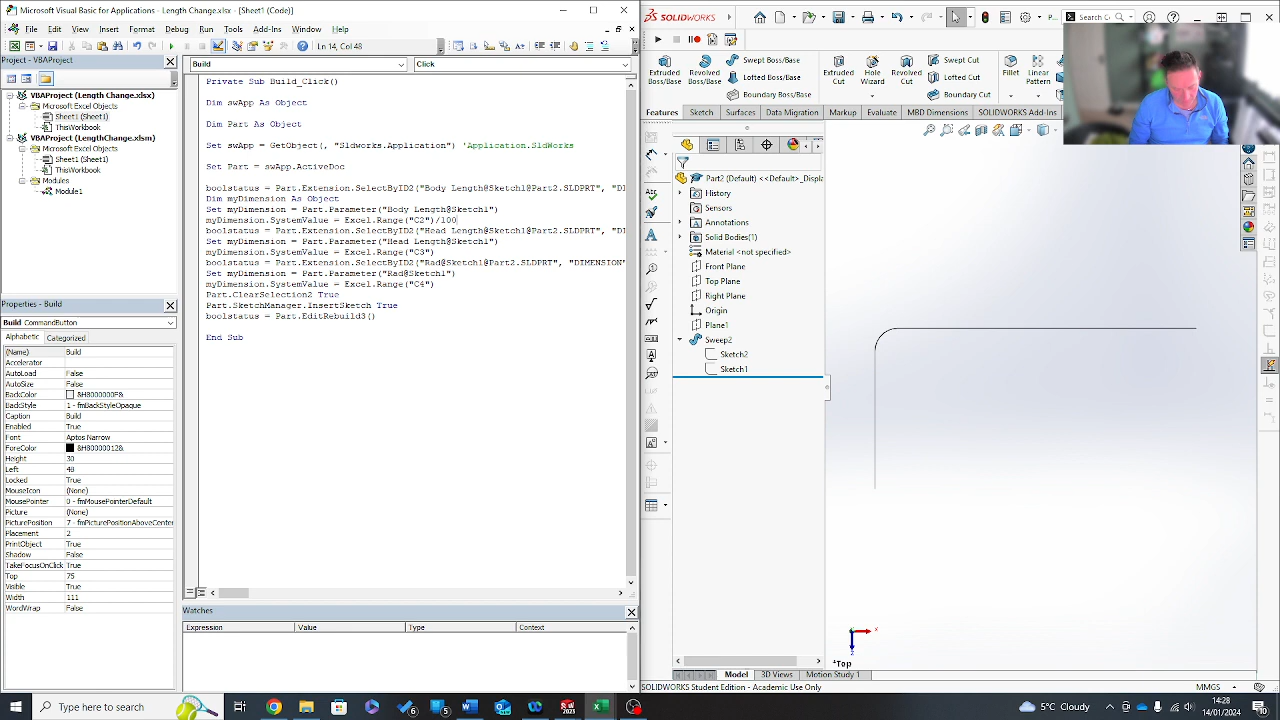 Microsoft Visual Basic for Applications - Length Change.xlsx - [Sheet1 (Code)]
File Edit View Insert Format Debug Run Tools Add-Ins Window Help
Ln 14, Col 48
Project - VBAProject
VBAProject (Length Change.xlsx)
Microsoft Excel Objects
Sheet1 (Sheet1)
ThisWorkbook
VBAProject (LengthChange.xlsm)
Microsoft Excel Objects
Sheet1 (Sheet1)
ThisWorkbook
Modules
Module1
Properties - Build
Build CommandButton
Alphabetic Categorized
(Name) Build
Accelerator
AutoLoad False
AutoSize False
BackColor &H8000000F&
BackStyle 1 - fmBackStyleOpaque
Caption Build
Enabled True
Font Aptos Narrow
ForeColor &H80000012&
Height 30
Left 48
Locked True
MouseIcon (None)
MousePointer 0 - fmMousePointerDefault
Picture (None)
PicturePosition 7 - fmPicturePositionAboveCenter
Placement 2
PrintObject True
Shadow False
TakeFocusOnClick True
Top 75
Visible True
Width 111
WordWrap False
Build
Click
Private Sub Build_Click()
Dim swApp As Object
Dim Part As Object
Set swApp = GetObject(, "Sldworks.Application") 'Application.SldWorks
Set Part = swApp.ActiveDoc
boolstatus = Part.Extension.SelectByID2("Body Length@Sketch1@Part2.SLDPRT", "DI
Dim myDimension As Object
Set myDimension = Part.Parameter("Body Length@Sketch1")
myDimension.SystemValue = Excel.Range("C2")/100
boolstatus = Part.Extension.SelectByID2("Head Length@Sketch1@Part2.SLDPRT", "DI
Set myDimension = Part.Parameter("Head Length@Sketch1")
myDimension.SystemValue = Excel.Range("C3")
boolstatus = Part.Extension.SelectByID2("Rad@Sketch1@Part2.SLDPRT", "DIMENSION"
Set myDimension = Part.Parameter("Rad@Sketch1")
myDimension.SystemValue = Excel.Range("C4")
Part.ClearSelection2 True
Part.SketchManager.InsertSketch True
boolstatus = Part.EditRebuild3()
End Sub
Watches
Expression Value Type Context
SOLIDWORKS
P...
Search C
Extruded Boss/Base
Revolved Boss/Base
Swept Boss/Base
Lofted Boss/Base
Boundary Boss/Base
Extruded Cut
Hole Wizard
Revolved Cut
Swept Cut
Lofted Cut
Boundary Cut
Fillet
Linear Pattern
Features Sketch Surfaces Data Migration Markup Evaluate MBD Dimensions SOLIDWORKS Add-Ins
Part2 (Default) <<Default>_Displa
History
Sensors
Annotations
Solid Bodies(1)
Material <not specified>
Front Plane
Top Plane
Right Plane
Origin
Plane1
Sweep2
Sketch2
Sketch1
*Top
Model 3D Views Motion Study 1
SOLIDWORKS Student Edition - Academic Use Only
MMGS
Type here to search
7°C Cloudy
14:28
14/01/2024